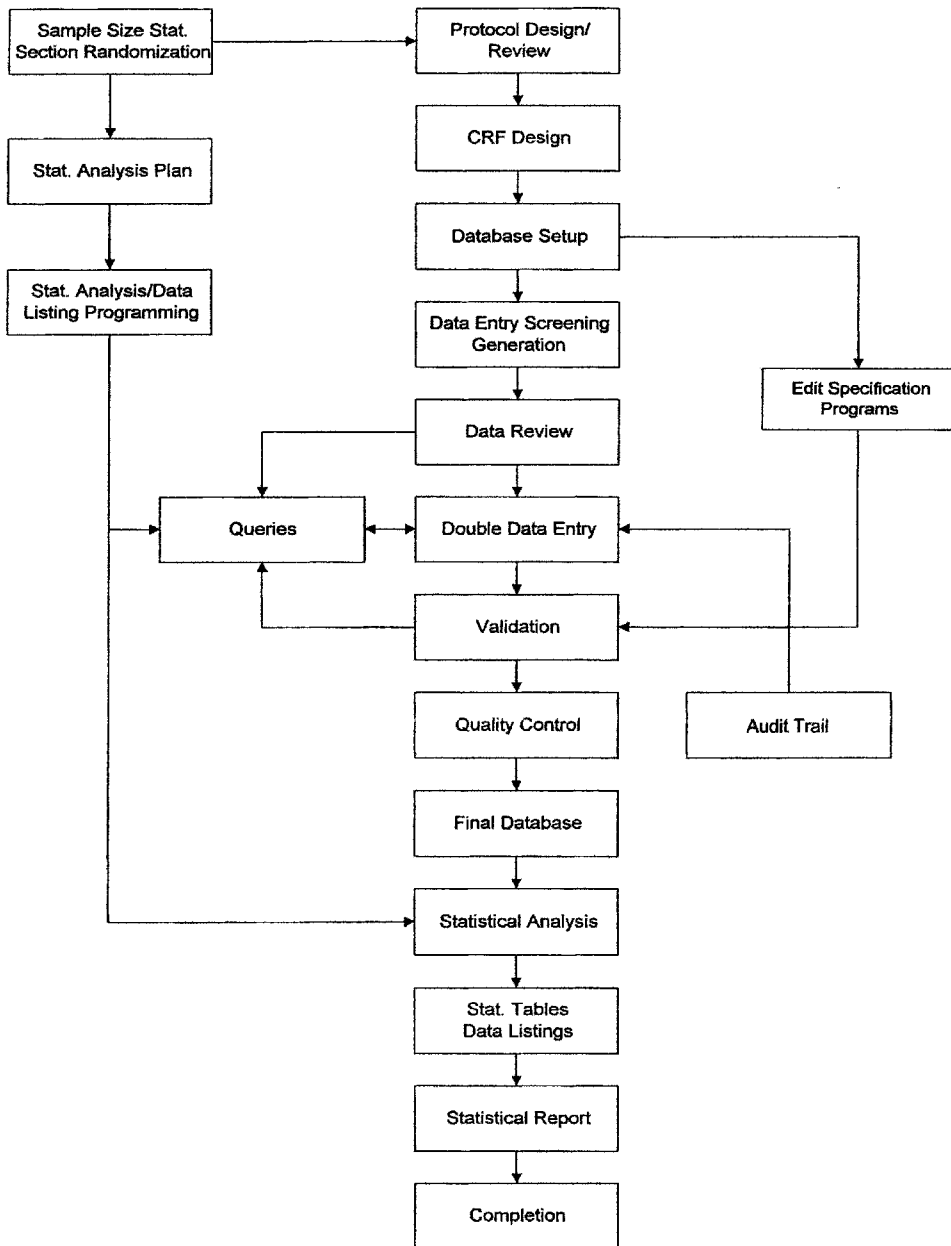 Sample Size Stat.
Section Randomization
Protocol Design/
Review
CRF Design
Stat. Analysis Plan
Database Setup
Stat. Analysis/Data
Listing Programming
Data Entry Screening
Generation
Edit Specification
Programs
Data Review
Queries
Double Data Entry
Validation
Quality Control
Audit Trail
Final Database
Statistical Analysis
Stat. Tables
Data Listings
Statistical Report
Completion